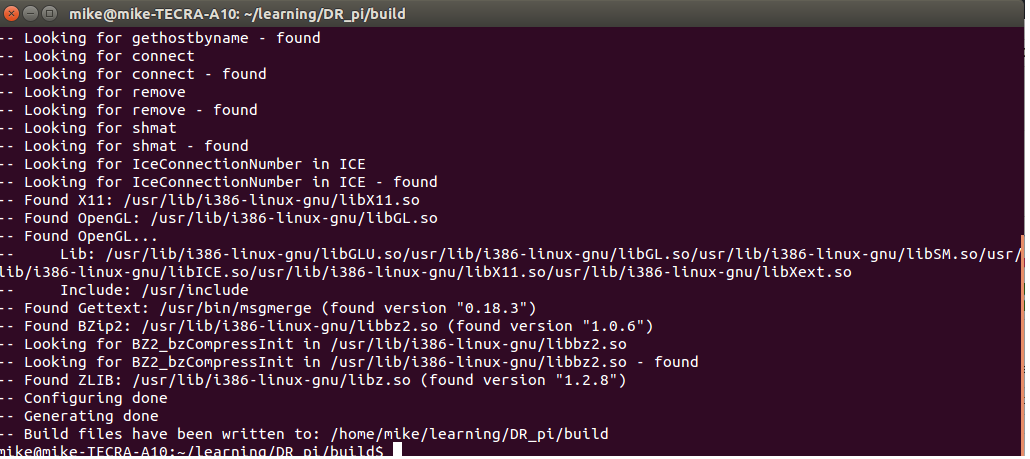 mike@mike-TECRA-A10: ~/learning/DR_pi/build
-- Looking for gethostbyname - found
-- Looking for connect
-- Looking for connect - found
-- Looking for remove
-- Looking for remove - found
-- Looking for shmat
-- Looking for shmat - found
-- Looking for IceConnectionNumber in ICE
-- Looking for IceConnectionNumber in ICE - found
-- Found X11: /usr/lib/i386-linux-gnu/libX11.so
-- Found OpenGL: /usr/lib/i386-linux-gnu/libGL.so
-- Found OpenGL...
--     Lib: /usr/lib/i386-linux-gnu/libGLU.so/usr/lib/i386-linux-gnu/libGL.so/usr/lib/i386-linux-gnu/libSM.so/usr/
lib/i386-linux-gnu/libICE.so/usr/lib/i386-linux-gnu/libX11.so/usr/lib/i386-linux-gnu/libXext.so
--     Include: /usr/include
-- Found Gettext: /usr/bin/msgmerge (found version "0.18.3")
-- Found BZip2: /usr/lib/i386-linux-gnu/libbz2.so (found version "1.0.6")
-- Looking for BZ2_bzCompressInit in /usr/lib/i386-linux-gnu/libbz2.so
-- Looking for BZ2_bzCompressInit in /usr/lib/i386-linux-gnu/libbz2.so - found
-- Found ZLIB: /usr/lib/i386-linux-gnu/libz.so (found version "1.2.8")
-- Configuring done
-- Generating done
-- Build files have been written to: /home/mike/learning/DR_pi/build
mike@mike-TECRA-A10:~/learning/DR_pi/build$